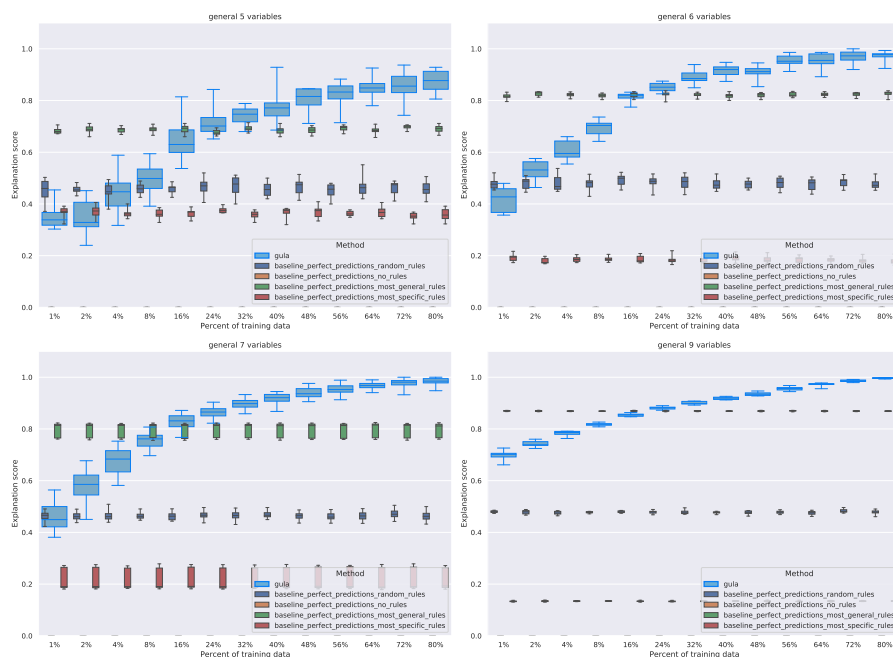 general 5 variables
1.0
0.8
0.6
0.4
0.2
0.0
Explanation score
1% 2% 4% 8% 16% 24% 32% 40% 48% 56% 64% 72% 80%
Percent of training data
Method
gula
baseline_perfect_predictions_random_rules
baseline_perfect_predictions_no_rules
baseline_perfect_predictions_most_general_rules
baseline_perfect_predictions_most_specific_rules
general 6 variables
1.0
0.8
0.6
0.4
0.2
0.0
Explanation score
1% 2% 4% 8% 16% 24% 32% 40% 48% 56% 64% 72% 80%
Percent of training data
Method
gula
baseline_perfect_predictions_random_rules
baseline_perfect_predictions_no_rules
baseline_perfect_predictions_most_general_rules
baseline_perfect_predictions_most_specific_rules
general 7 variables
1.0
0.8
0.6
0.4
0.2
0.0
Explanation score
1% 2% 4% 8% 16% 24% 32% 40% 48% 56% 64% 72% 80%
Percent of training data
Method
gula
baseline_perfect_predictions_random_rules
baseline_perfect_predictions_no_rules
baseline_perfect_predictions_most_general_rules
baseline_perfect_predictions_most_specific_rules
general 9 variables
1.0
0.8
0.6
0.4
0.2
0.0
Explanation score
1% 2% 4% 8% 16% 24% 32% 40% 48% 56% 64% 72% 80%
Percent of training data
Method
gula
baseline_perfect_predictions_random_rules
baseline_perfect_predictions_no_rules
baseline_perfect_predictions_most_general_rules
baseline_perfect_predictions_most_specific_rules